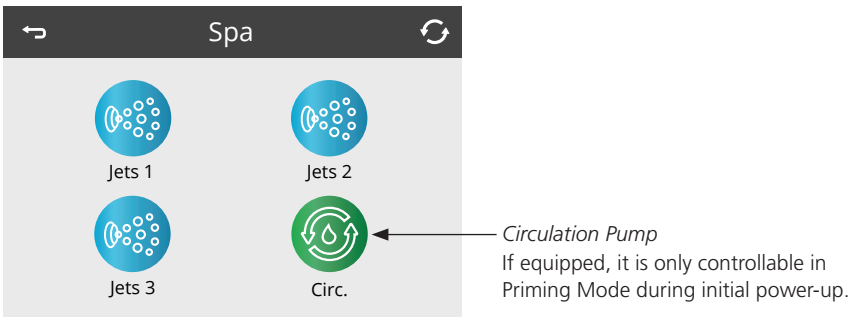 Spa
Jets 1
Jets 2
Jets 3
Circ.
Circulation Pump
If equipped, it is only controllable in
Priming Mode during initial power-up.